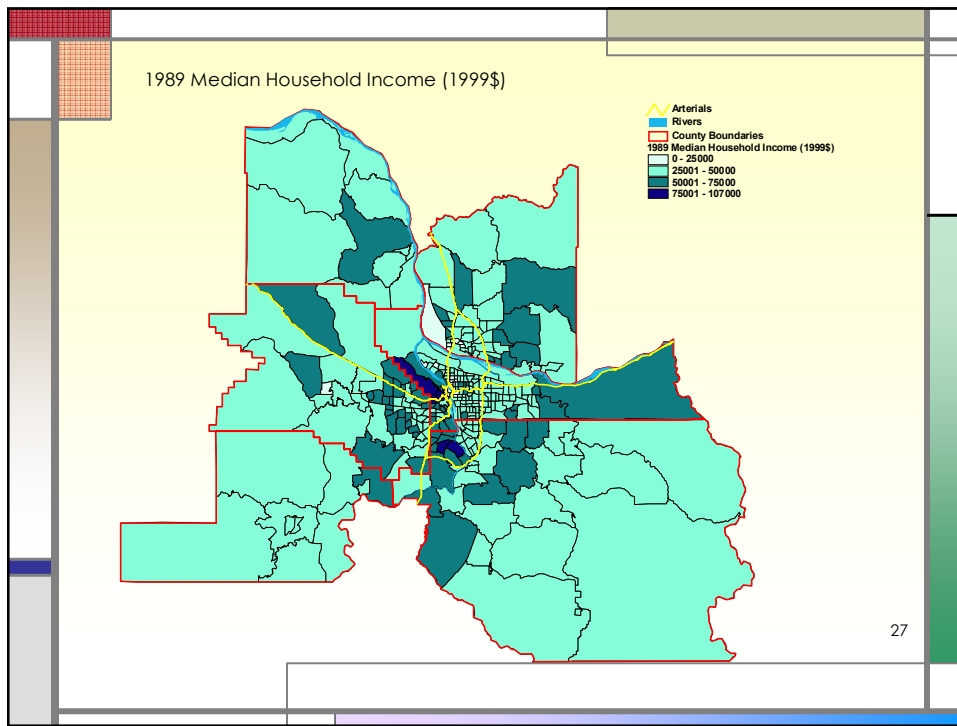 1989 Median Household Income (1999$)
Arterials
Rivers
County Boundaries
1989 Median Household Income (1999$)
0 - 25000
25001 - 50000
50001 - 75000
75001 - 107000
27